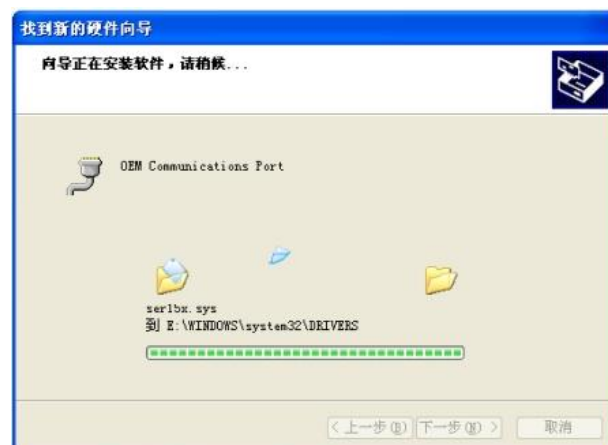 找到新的硬件向导
向导正在安装软件，请稍候...
OEM Communications Port
ser15x.sys
到 E:\WINDOWS\system32\DRIVERS
< 上一步(B)
下一步(N) >
取消